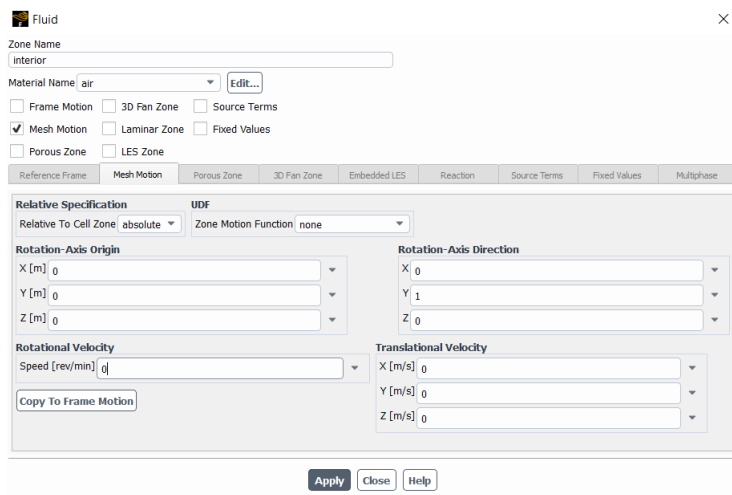 Fluid
Zone Name
interior
Material Name air Edit...
Frame Motion 3D Fan Zone Source Terms
Mesh Motion Laminar Zone Fixed Values
Porous Zone LES Zone
Reference Frame Mesh Motion Porous Zone 3D Fan Zone Embedded LES Reaction Source Terms Fixed Values Multiphase
Relative Specification UDF
Relative To Cell Zone absolute Zone Motion Function none
Rotation-Axis Origin Rotation-Axis Direction
X [m] 0 X 0
Y [m] 0 Y 1
Z [m] 0 Z 0
Rotational Velocity Translational Velocity
Speed [rev/min] 0 X [m/s] 0
Y [m/s] 0
Copy To Frame Motion
Z [m/s] 0
Apply Close Help